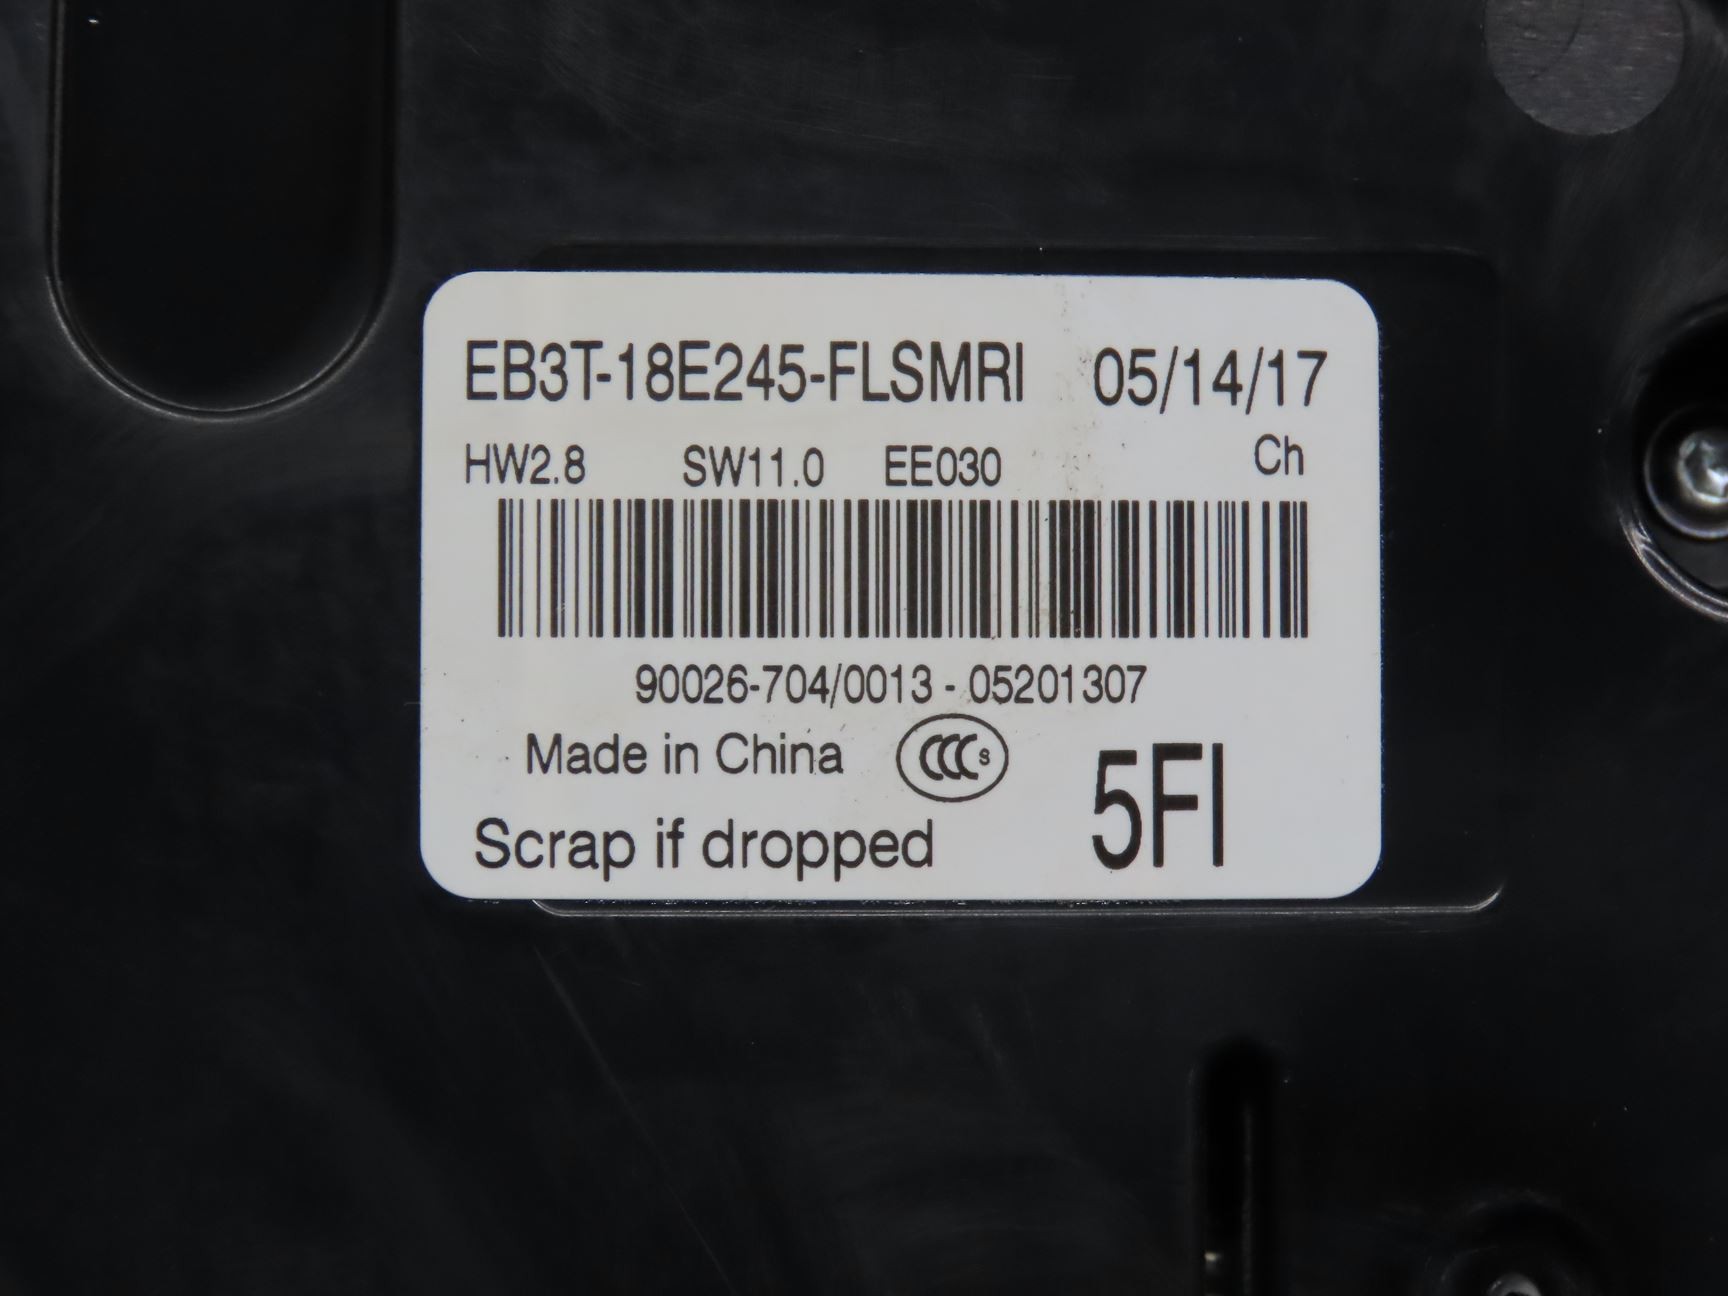 EB3T-18E245-FLSMRI 05/14/17
HW2.8 SW11.0 EE030 Ch
90026-704/0013 - 05201307
Made in China CCC S 5FI
Scrap if dropped